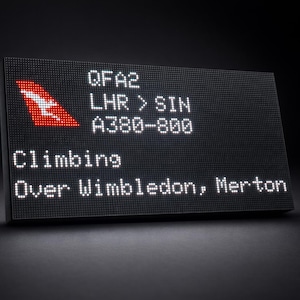 QFA2
LHR > SIN
A380-800
Climbing
Over Wimbledon, Merton